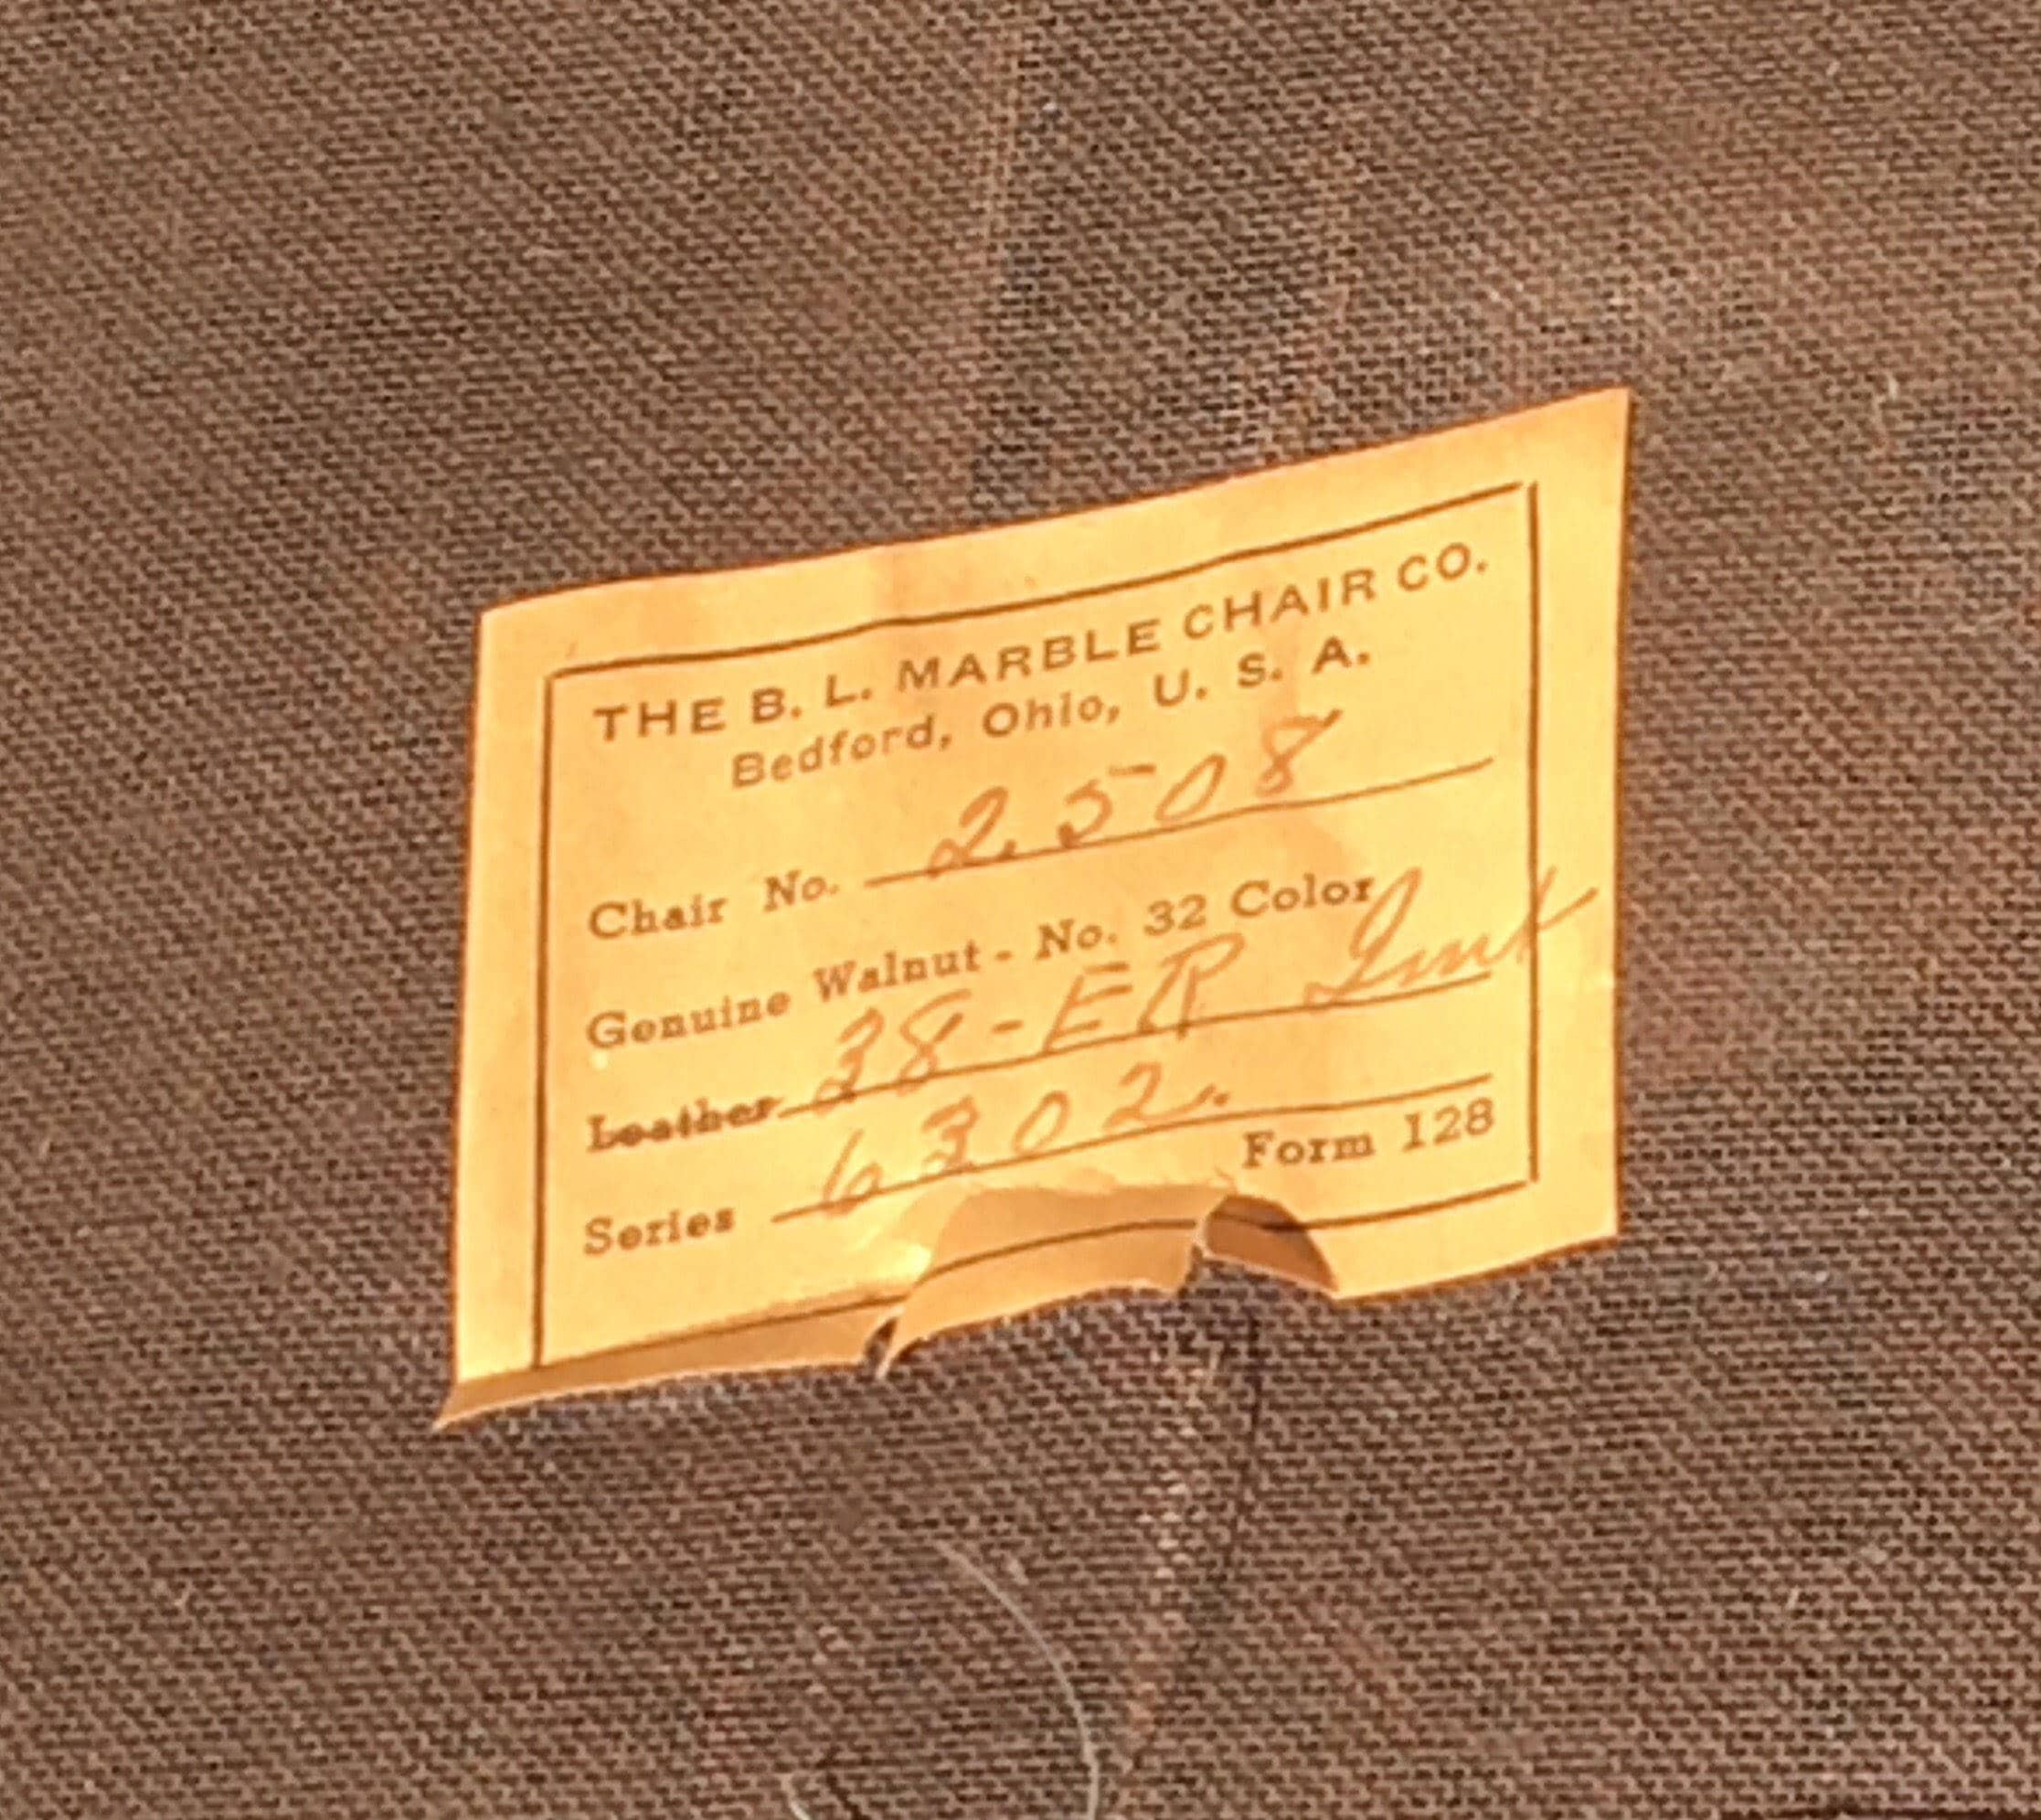 THE B. L. MARBLE CHAIR CO.
Bedford, Ohio, U. S. A.
Chair No. 2508
Genuine Walnut - No. 32 Color
Leather 38-ER
Series 6302.
Form 128